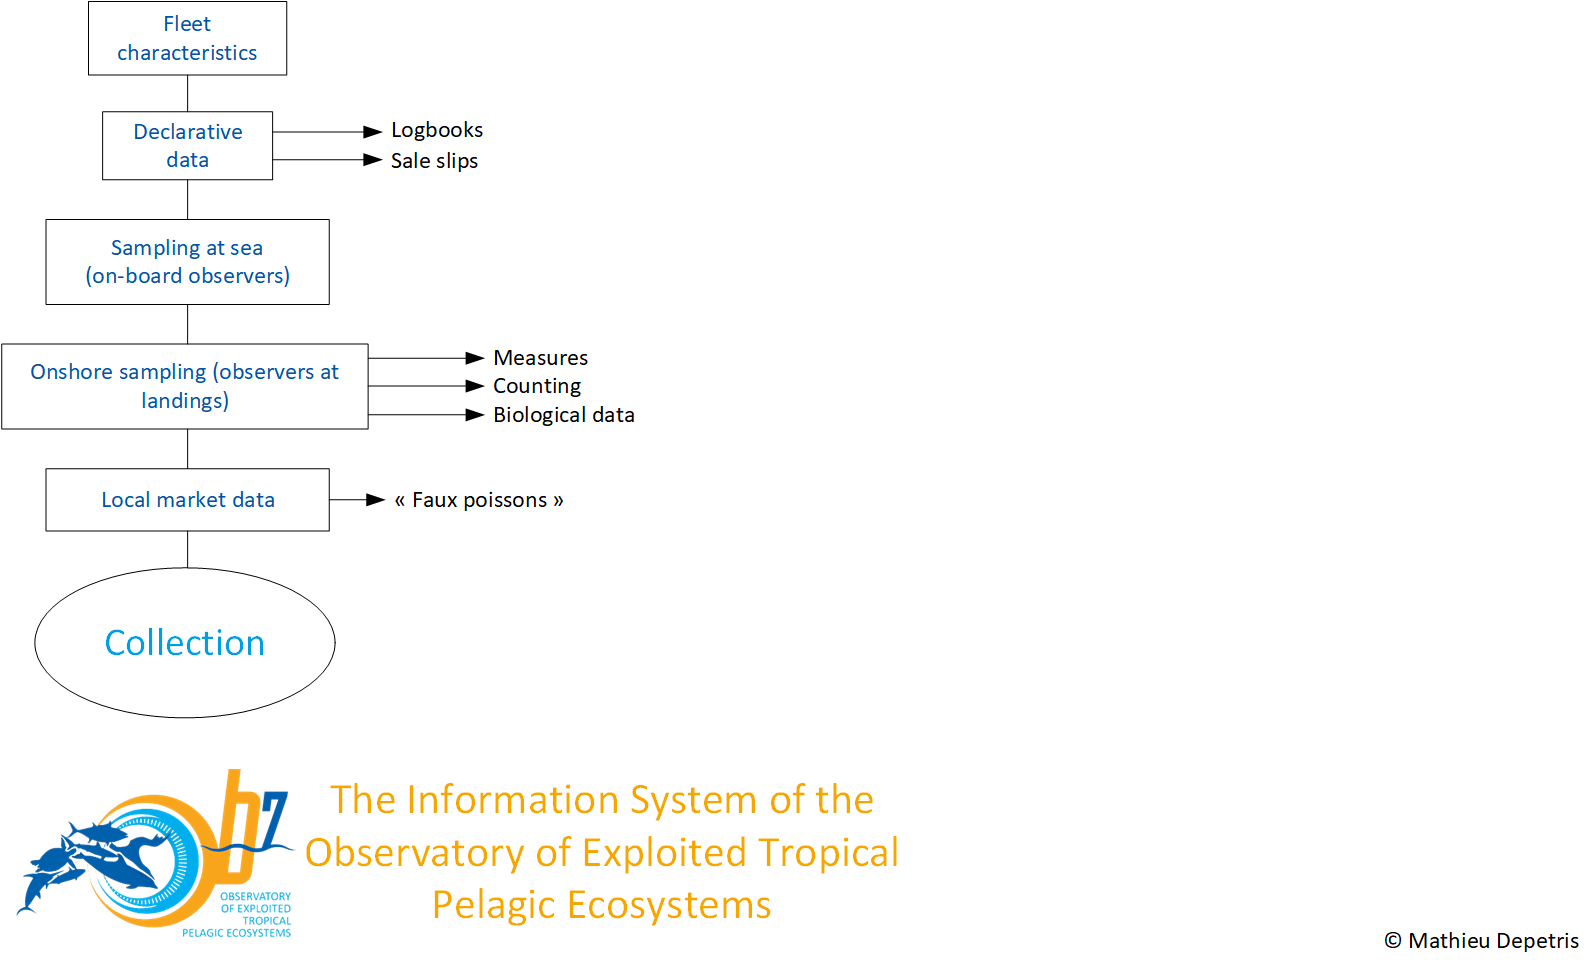 Fleet
characteristics
Declarative
data
Logbooks
Sale slips
Sampling at sea
(on-board observers)
Onshore sampling (observers at
landings)
Measures
Counting
Biological data
Local market data
« Faux poissons »
Collection
Ob7
OBSERVATORY
OF EXPLOITED
TROPICAL
PELAGIC ECOSYSTEMS
The Information System of the
Observatory of Exploited Tropical
Pelagic Ecosystems
© Mathieu Depetris